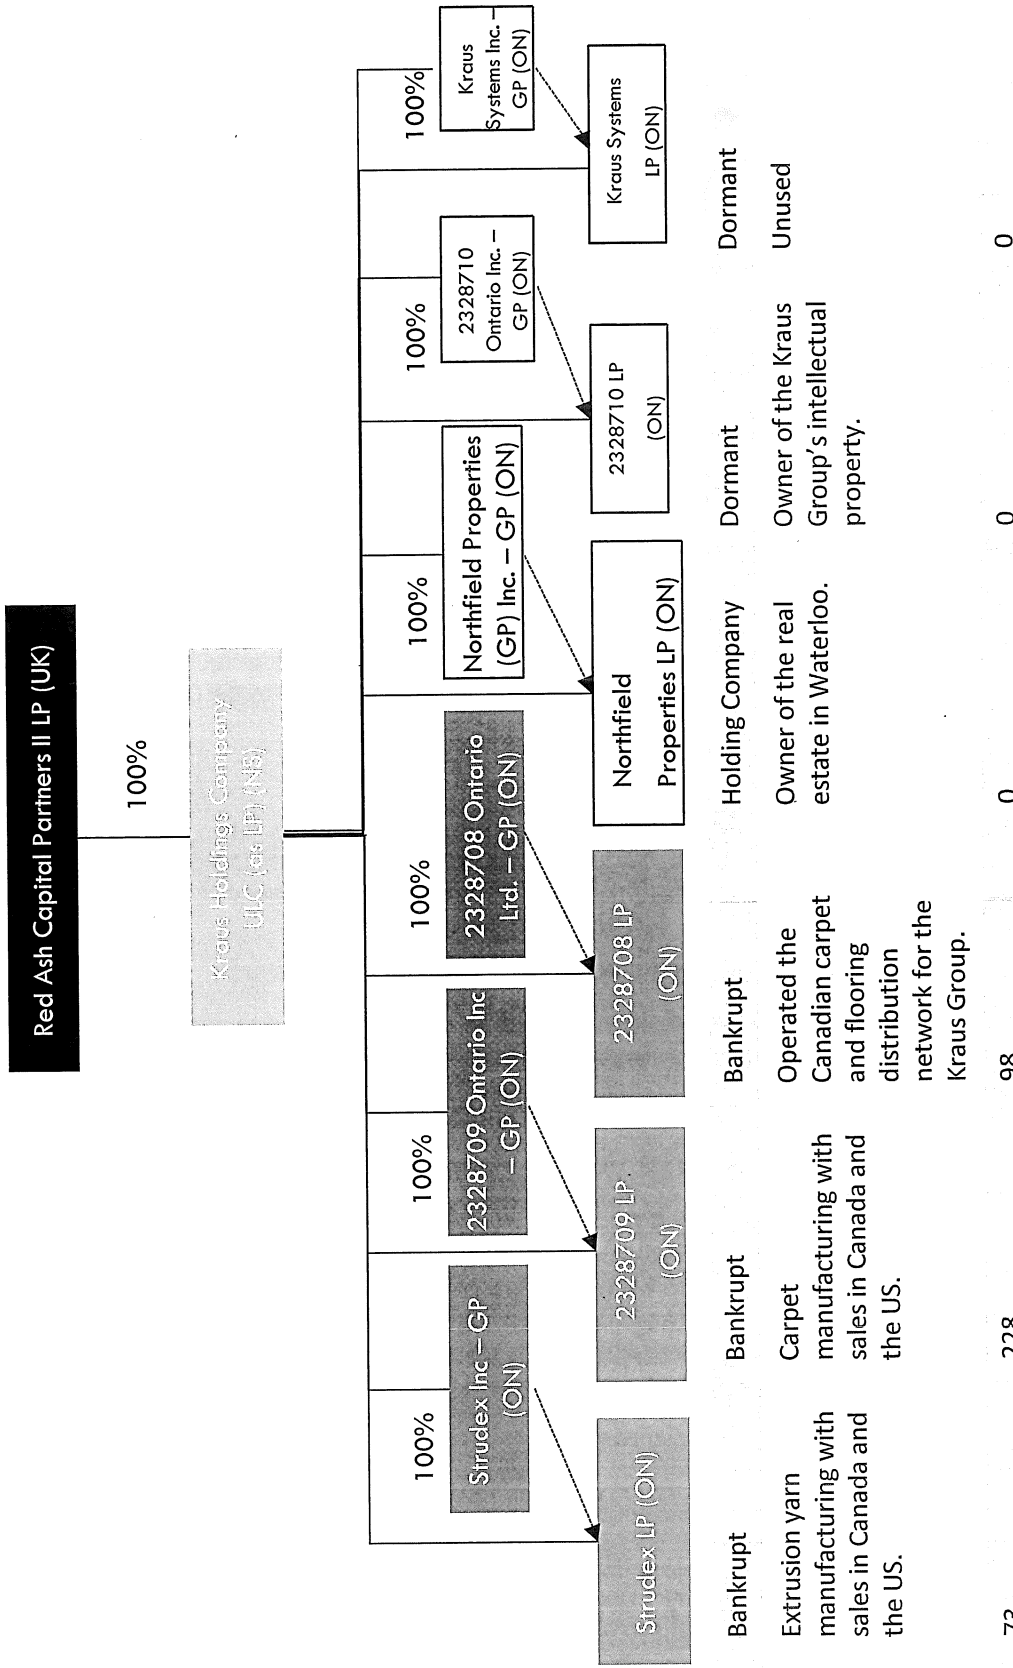 Red Ash Capital Partners II LP (UK)
100%
Kraus Holdings Company
ULC (as LP) (NB)
100%
100%
100%
100%
100%
100%
Strudex Inc – GP
(ON)
2328709 Ontario Inc
– GP (ON)
2328708 Ontario
Ltd. – GP (ON)
Northfield Properties
(GP) Inc. – GP (ON)
2328710
Ontario Inc. –
GP (ON)
Kraus
Systems Inc. –
GP (ON)
Strudex LP (ON)
2328709 LP
(ON)
2328708 LP
(ON)
Northfield
Properties LP (ON)
2328710 LP
(ON)
Kraus Systems
LP (ON)
Bankrupt
Bankrupt
Bankrupt
Holding Company
Dormant
Dormant
Extrusion yarn
manufacturing with
sales in Canada and
the US.
Carpet
manufacturing with
sales in Canada and
the US.
Operated the
Canadian carpet
and flooring
distribution
network for the
Kraus Group.
Owner of the real
estate in Waterloo.
Owner of the Kraus
Group's intellectual
property.
Unused
73
228
98
0
0
0